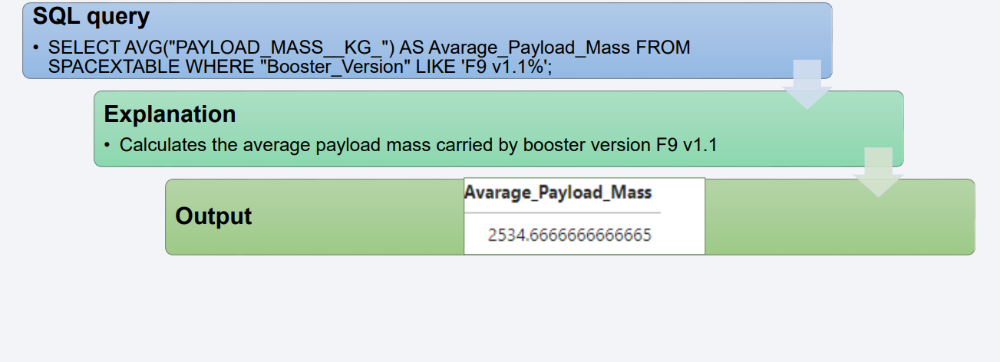 SQL query
• SELECT AVG("PAYLOAD_MASS__KG_") AS Avarage_Payload_Mass FROM
SPACEXTABLE WHERE "Booster_Version" LIKE 'F9 v1.1%';
Explanation
• Calculates the average payload mass carried by booster version F9 v1.1
Output
Avarage_Payload_Mass
2534.6666666666665